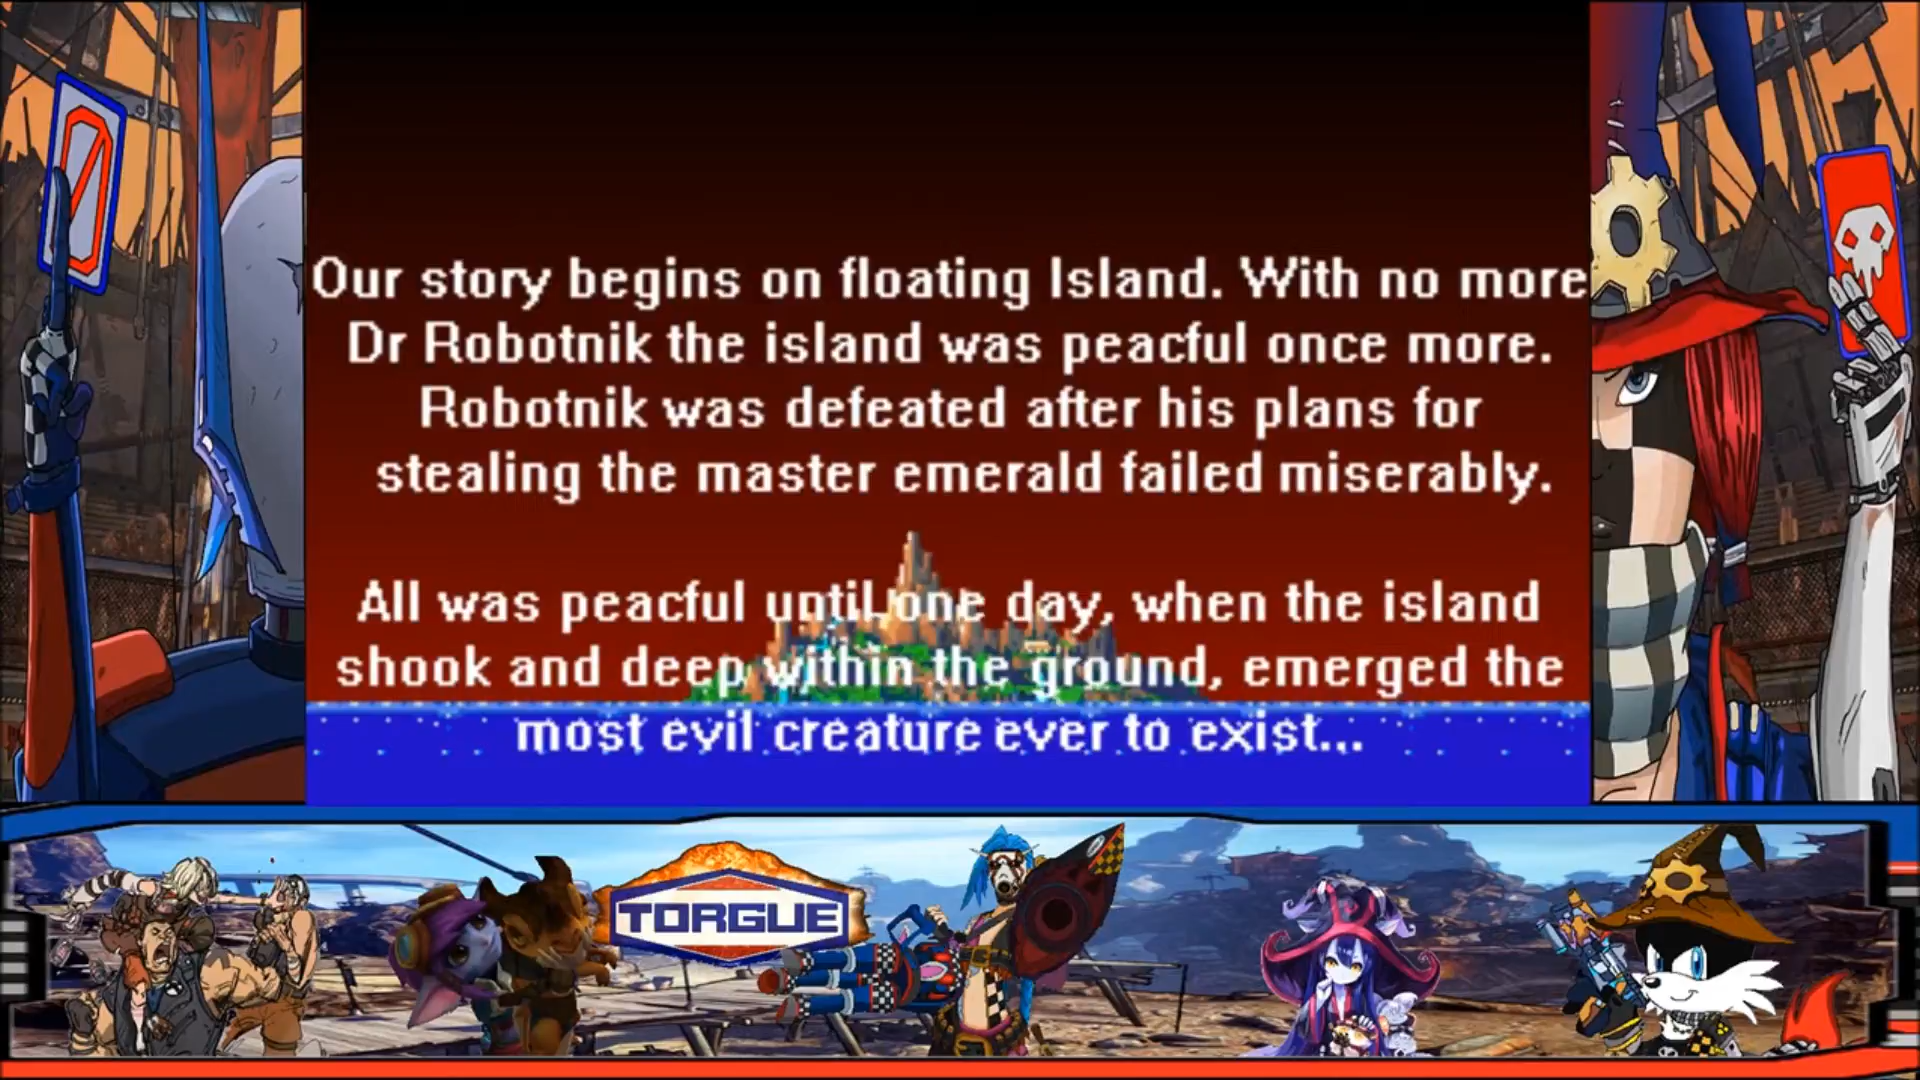 Our story begins on floating Island. With no more
Dr Robotnik the island was peacful once more.
Robotnik was defeated after his plans for
stealing the master emerald failed miserably.
All was peacful until one day, when the island
shook and deep within the ground, emerged the
most evil creature ever to exist...
TORGUE